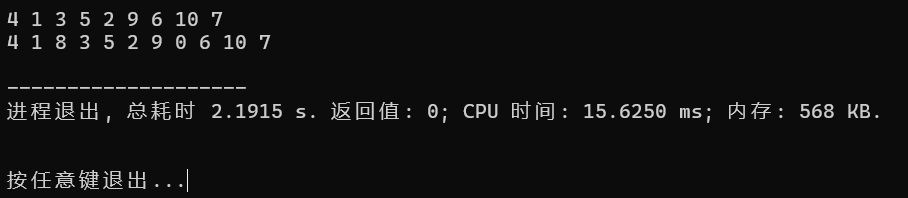 4 1 3 5 2 9 6 10 7
4 1 8 3 5 2 9 0 6 10 7
--------------------
进程退出, 总耗时 2.1915 s. 返回值: 0; CPU 时间: 15.6250 ms; 内存: 568 KB.
按任意键退出...